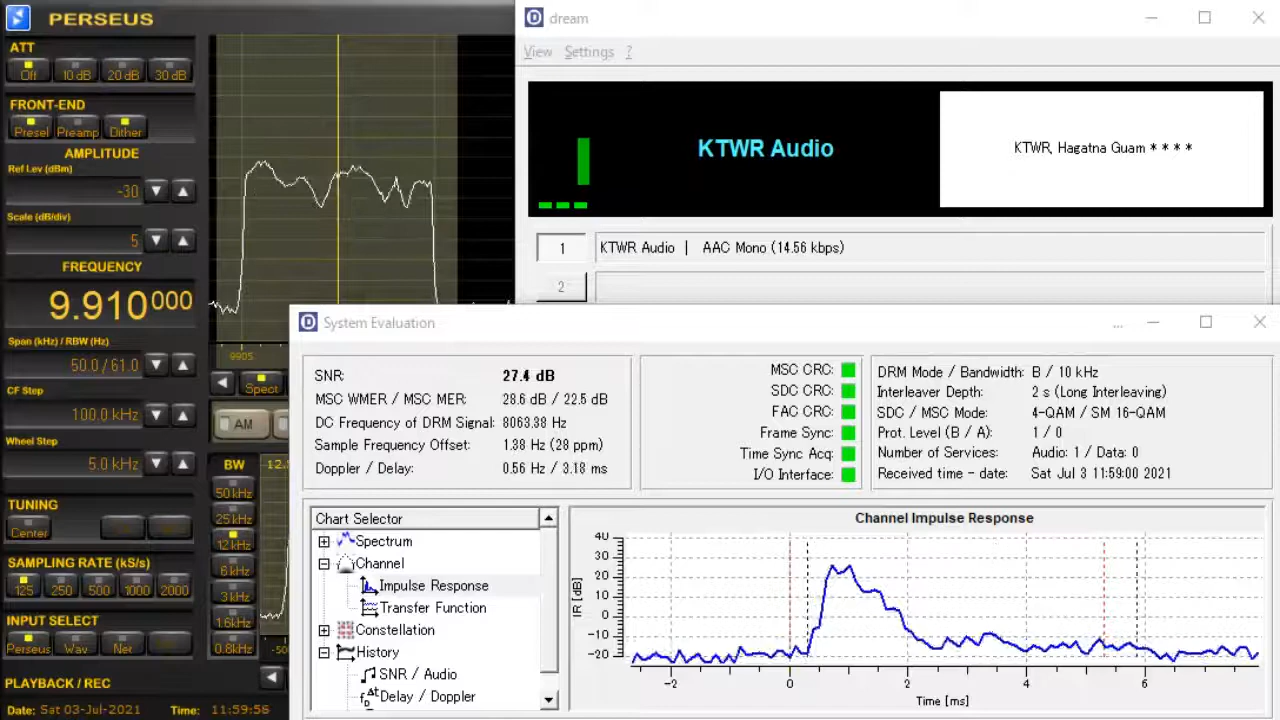 PERSEUS
ATT
Off 10 dB 20 dB 30 dB
FRONT-END
Presel Preamp Dither
AMPLITUDE
Ref Lev (dBm)
-30
Scale (dB/div)
5
FREQUENCY
9.910000
Span (kHz) / RBW (Hz)
50.0 / 61.0
CF Step
100.0 kHz
Wheel Step
5.0 kHz
TUNING
Center
SAMPLING RATE (kS/s)
125 250 500 1000 2000
INPUT SELECT
Perseus Wav Net
PLAYBACK / REC
Date: Sat 03-Jul-2021 Time: 11:59:56
9905
Spect
AM
BW
12.
50 kHz
25 kHz
12 kHz
6 kHz
3 kHz
1.6kHz
0.8kHz
-50
dream
View Settings ?
KTWR Audio
KTWR, Hagatna Guam * * * *
1 KTWR Audio | AAC Mono (14.56 kbps)
2
System Evaluation
...
SNR: 27.4 dB
MSC WMER / MSC MER: 28.6 dB / 22.5 dB
DC Frequency of DRM Signal: 8063.38 Hz
Sample Frequency Offset: 1.38 Hz (28 ppm)
Doppler / Delay: 0.56 Hz / 3.18 ms
MSC CRC:
SDC CRC:
FAC CRC:
Frame Sync:
Time Sync Acq:
I/O Interface:
DRM Mode / Bandwidth: B / 10 kHz
Interleaver Depth: 2 s (Long Interleaving)
SDC / MSC Mode: 4-QAM / SM 16-QAM
Prot. Level (B / A): 1 / 0
Number of Services: Audio: 1 / Data: 0
Received time - date: Sat Jul 3 11:59:00 2021
Chart Selector
Spectrum
Channel
Impulse Response
Transfer Function
Constellation
History
SNR / Audio
Delay / Doppler
Channel Impulse Response
IR [dB]
40
30
20
10
0
-10
-20
-2 0 2 4 6
Time [ms]